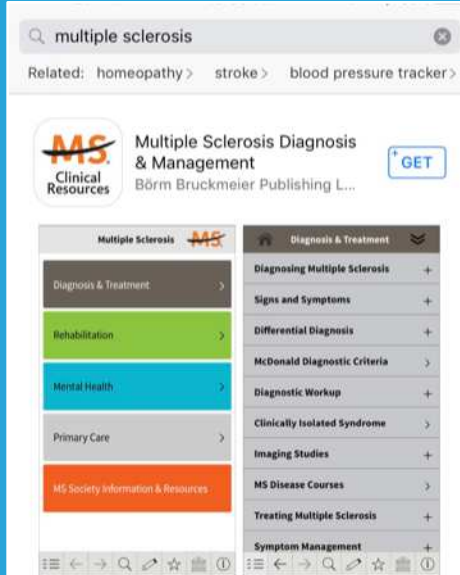 multiple sclerosis
Related: homeopathy > stroke > blood pressure tracker >
MS
Clinical
Resources
Multiple Sclerosis Diagnosis
& Management
Börm Bruckmeier Publishing L...
+GET
Multiple Sclerosis MS
Diagnosis & Treatment >
Rehabilitation >
Mental Health >
Primary Care >
MS Society Information & Resources
Diagnosis & Treatment
Diagnosing Multiple Sclerosis +
Signs and Symptoms +
Differential Diagnosis +
McDonald Diagnostic Criteria >
Diagnostic Workup +
Clinically Isolated Syndrome >
Imaging Studies +
MS Disease Courses >
Treating Multiple Sclerosis +
Symptom Management +